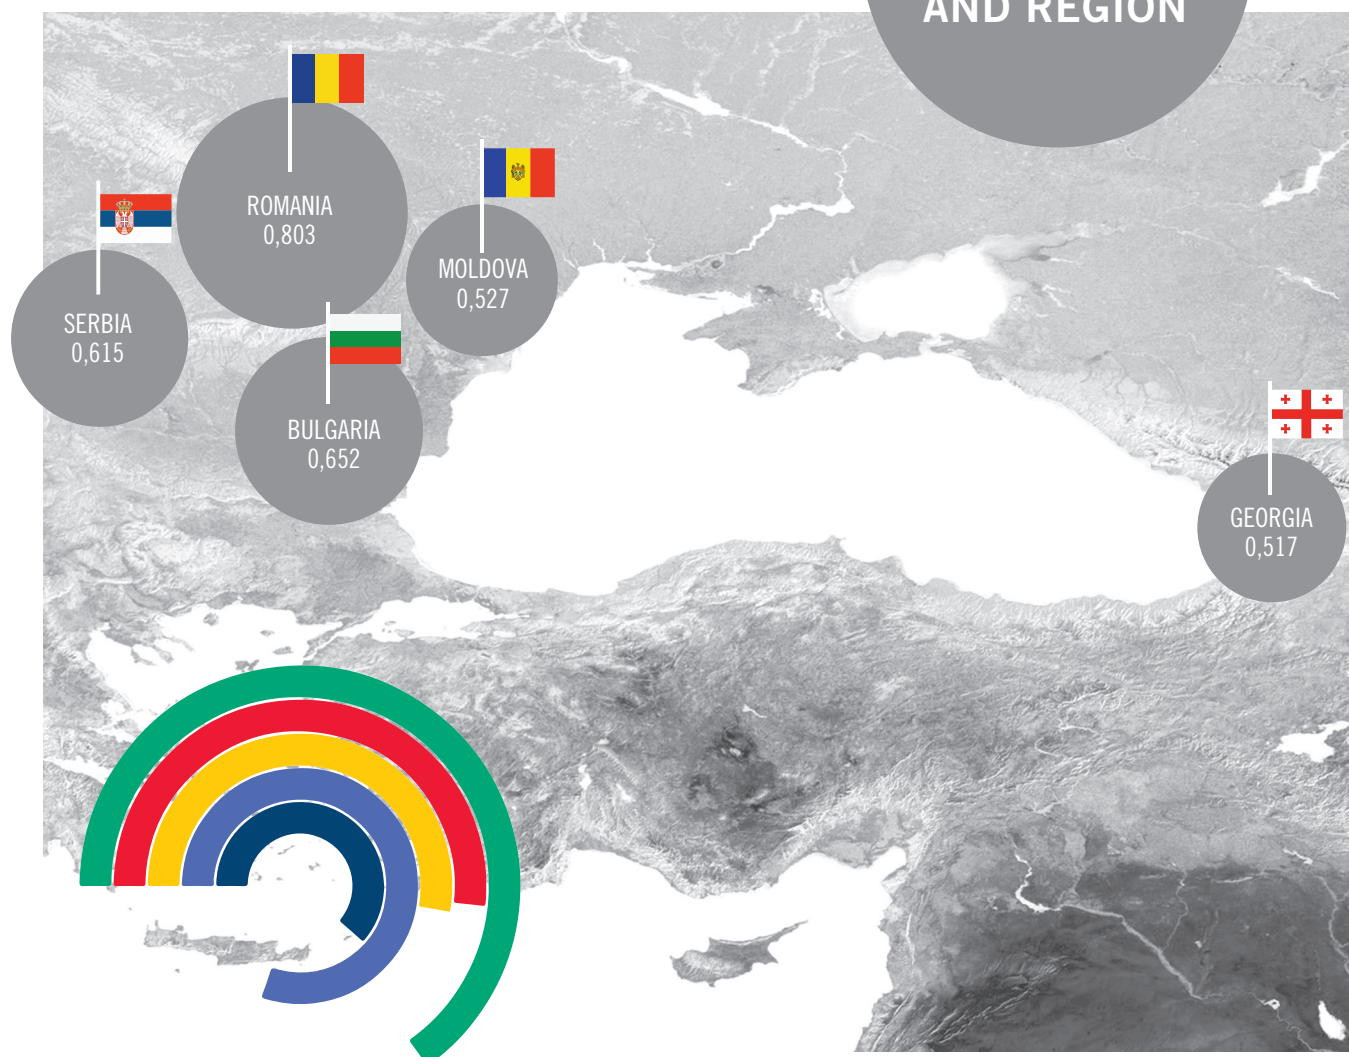 AND REGION
ROMANIA
0,803
MOLDOVA
0,527
SERBIA
0,615
BULGARIA
0,652
GEORGIA
0,517